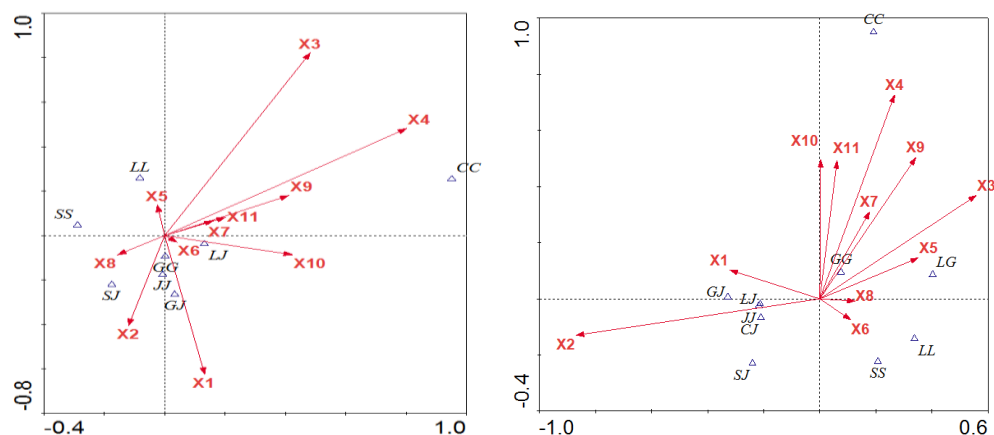 1.0
X3
X4
LL
CC
X5
X9
SS
X11
X7
X6
LJ
X8
GG
X10
JJ
SJ
GJ
X2
X1
-0.8
-0.4
1.0
1.0
CC
X4
X10
X11
X9
X3
X7
X5
X1
GG
LG
GJ
LJ
X8
JJ
CJ
X6
X2
LL
SJ
SS
-0.4
-1.0
0.6